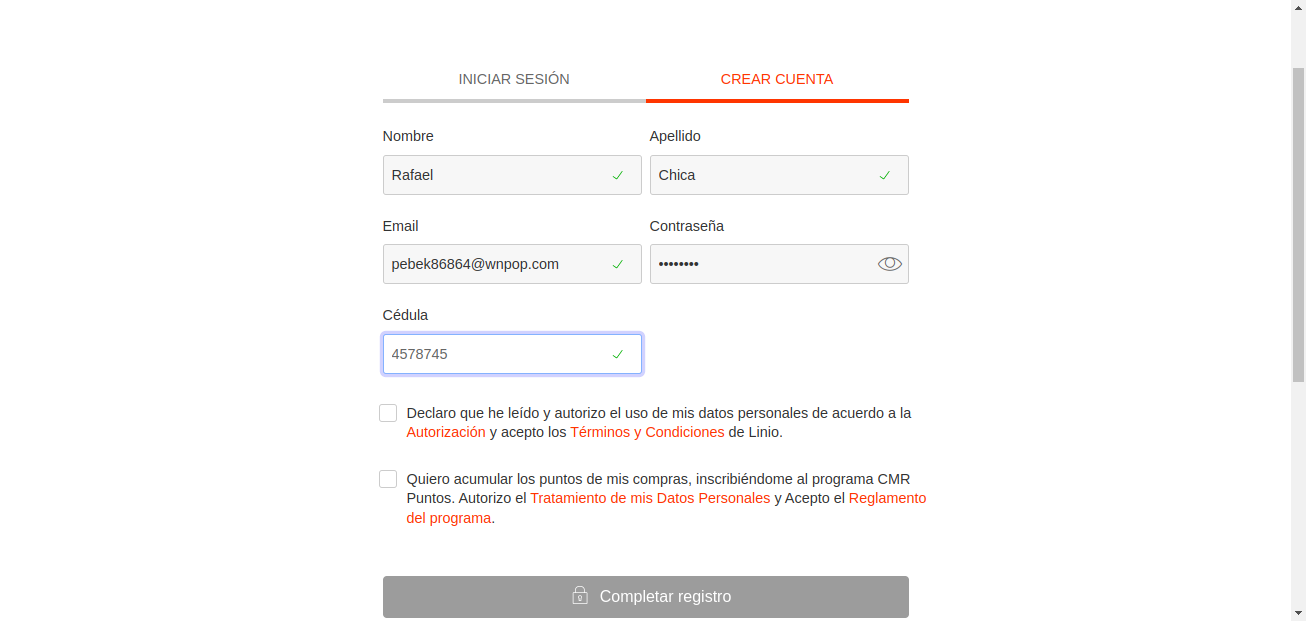 INICIAR SESIÓN
CREAR CUENTA
Nombre
Apellido
Rafael
Chica
Email
Contraseña
pebek86864@wnpop.com
••••••••
Cédula
4578745
Declaro que he leído y autorizo el uso de mis datos personales de acuerdo a la
Autorización y acepto los Términos y Condiciones de Linio.
Quiero acumular los puntos de mis compras, inscribiéndome al programa CMR
Puntos. Autorizo el Tratamiento de mis Datos Personales y Acepto el Reglamento
del programa.
Completar registro